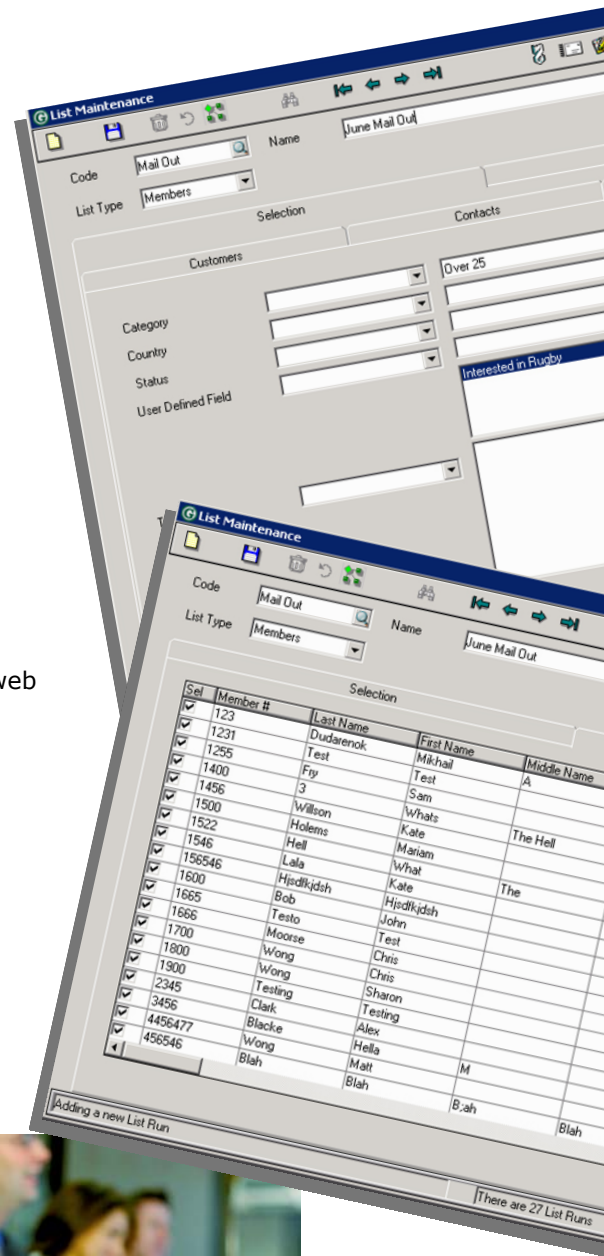 List Maintenance
Code Mail Out Name June Mail Out
List Type Members
Selection
Customers Contacts
Category Over 25
Country
Status
User Defined Field Interested in Rugby
web
List Maintenance
Code Mail Out Name June Mail Out
List Type Members
Selection
Sel Member # Last Name First Name Middle Name
123 Dudarenok Mikhail A
1231 Test Test
1255 Fry Sam
1400 3 Whats The Hell
1456 Willson Kate
1500 Holems Mariam
1522 Hell What The
1546 Lala Kate
156546 Hjsdfkjdsh Hjsdfkjdsh
1600 Bob John
1665 Testo Test
1666 Moorse Chris
1700 Wong Chris
1800 Wong Sharon
1900 Testing Testing
2345 Clark Alex
3456 Blacke Hella
4456477 Wong Matt M
456546 Blah Blah B;ah Blah
Adding a new List Run There are 27 List Runs